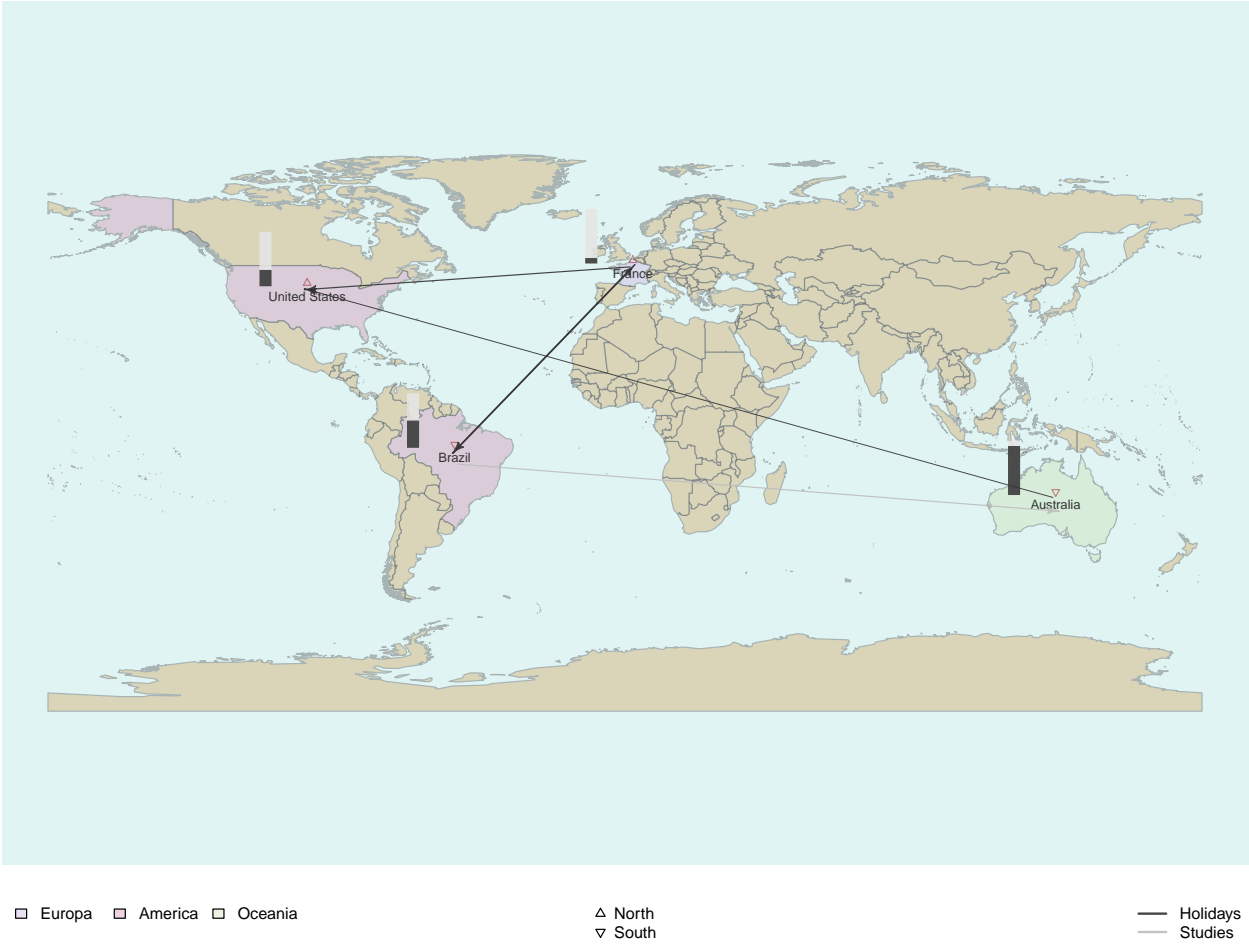 France
United States
Brazil
Australia
Europa America Oceania
North
South
Holidays
Studies